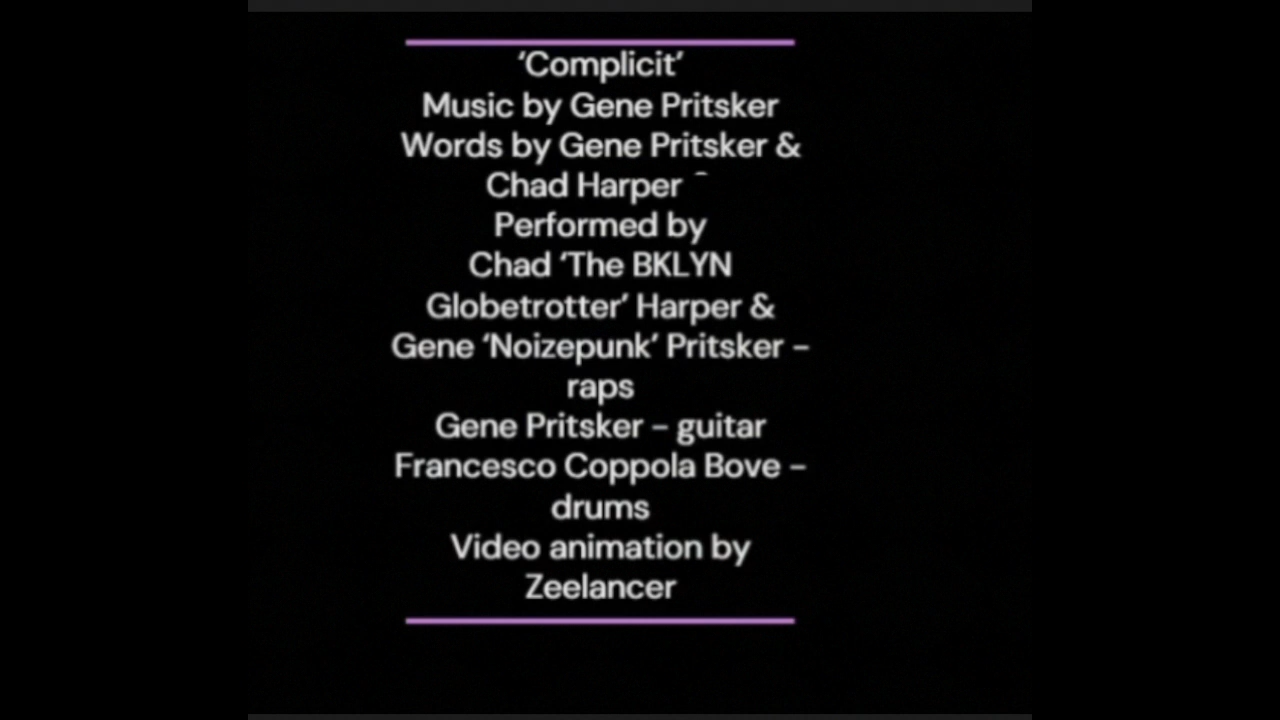 ‘Complicit’
Music by Gene Pritsker
Words by Gene Pritsker &
Chad Harper
Performed by
Chad ‘The BKLYN
Globetrotter’ Harper &
Gene ‘Noizepunk’ Pritsker –
raps
Gene Pritsker – guitar
Francesco Coppola Bove –
drums
Video animation by
Zeelancer